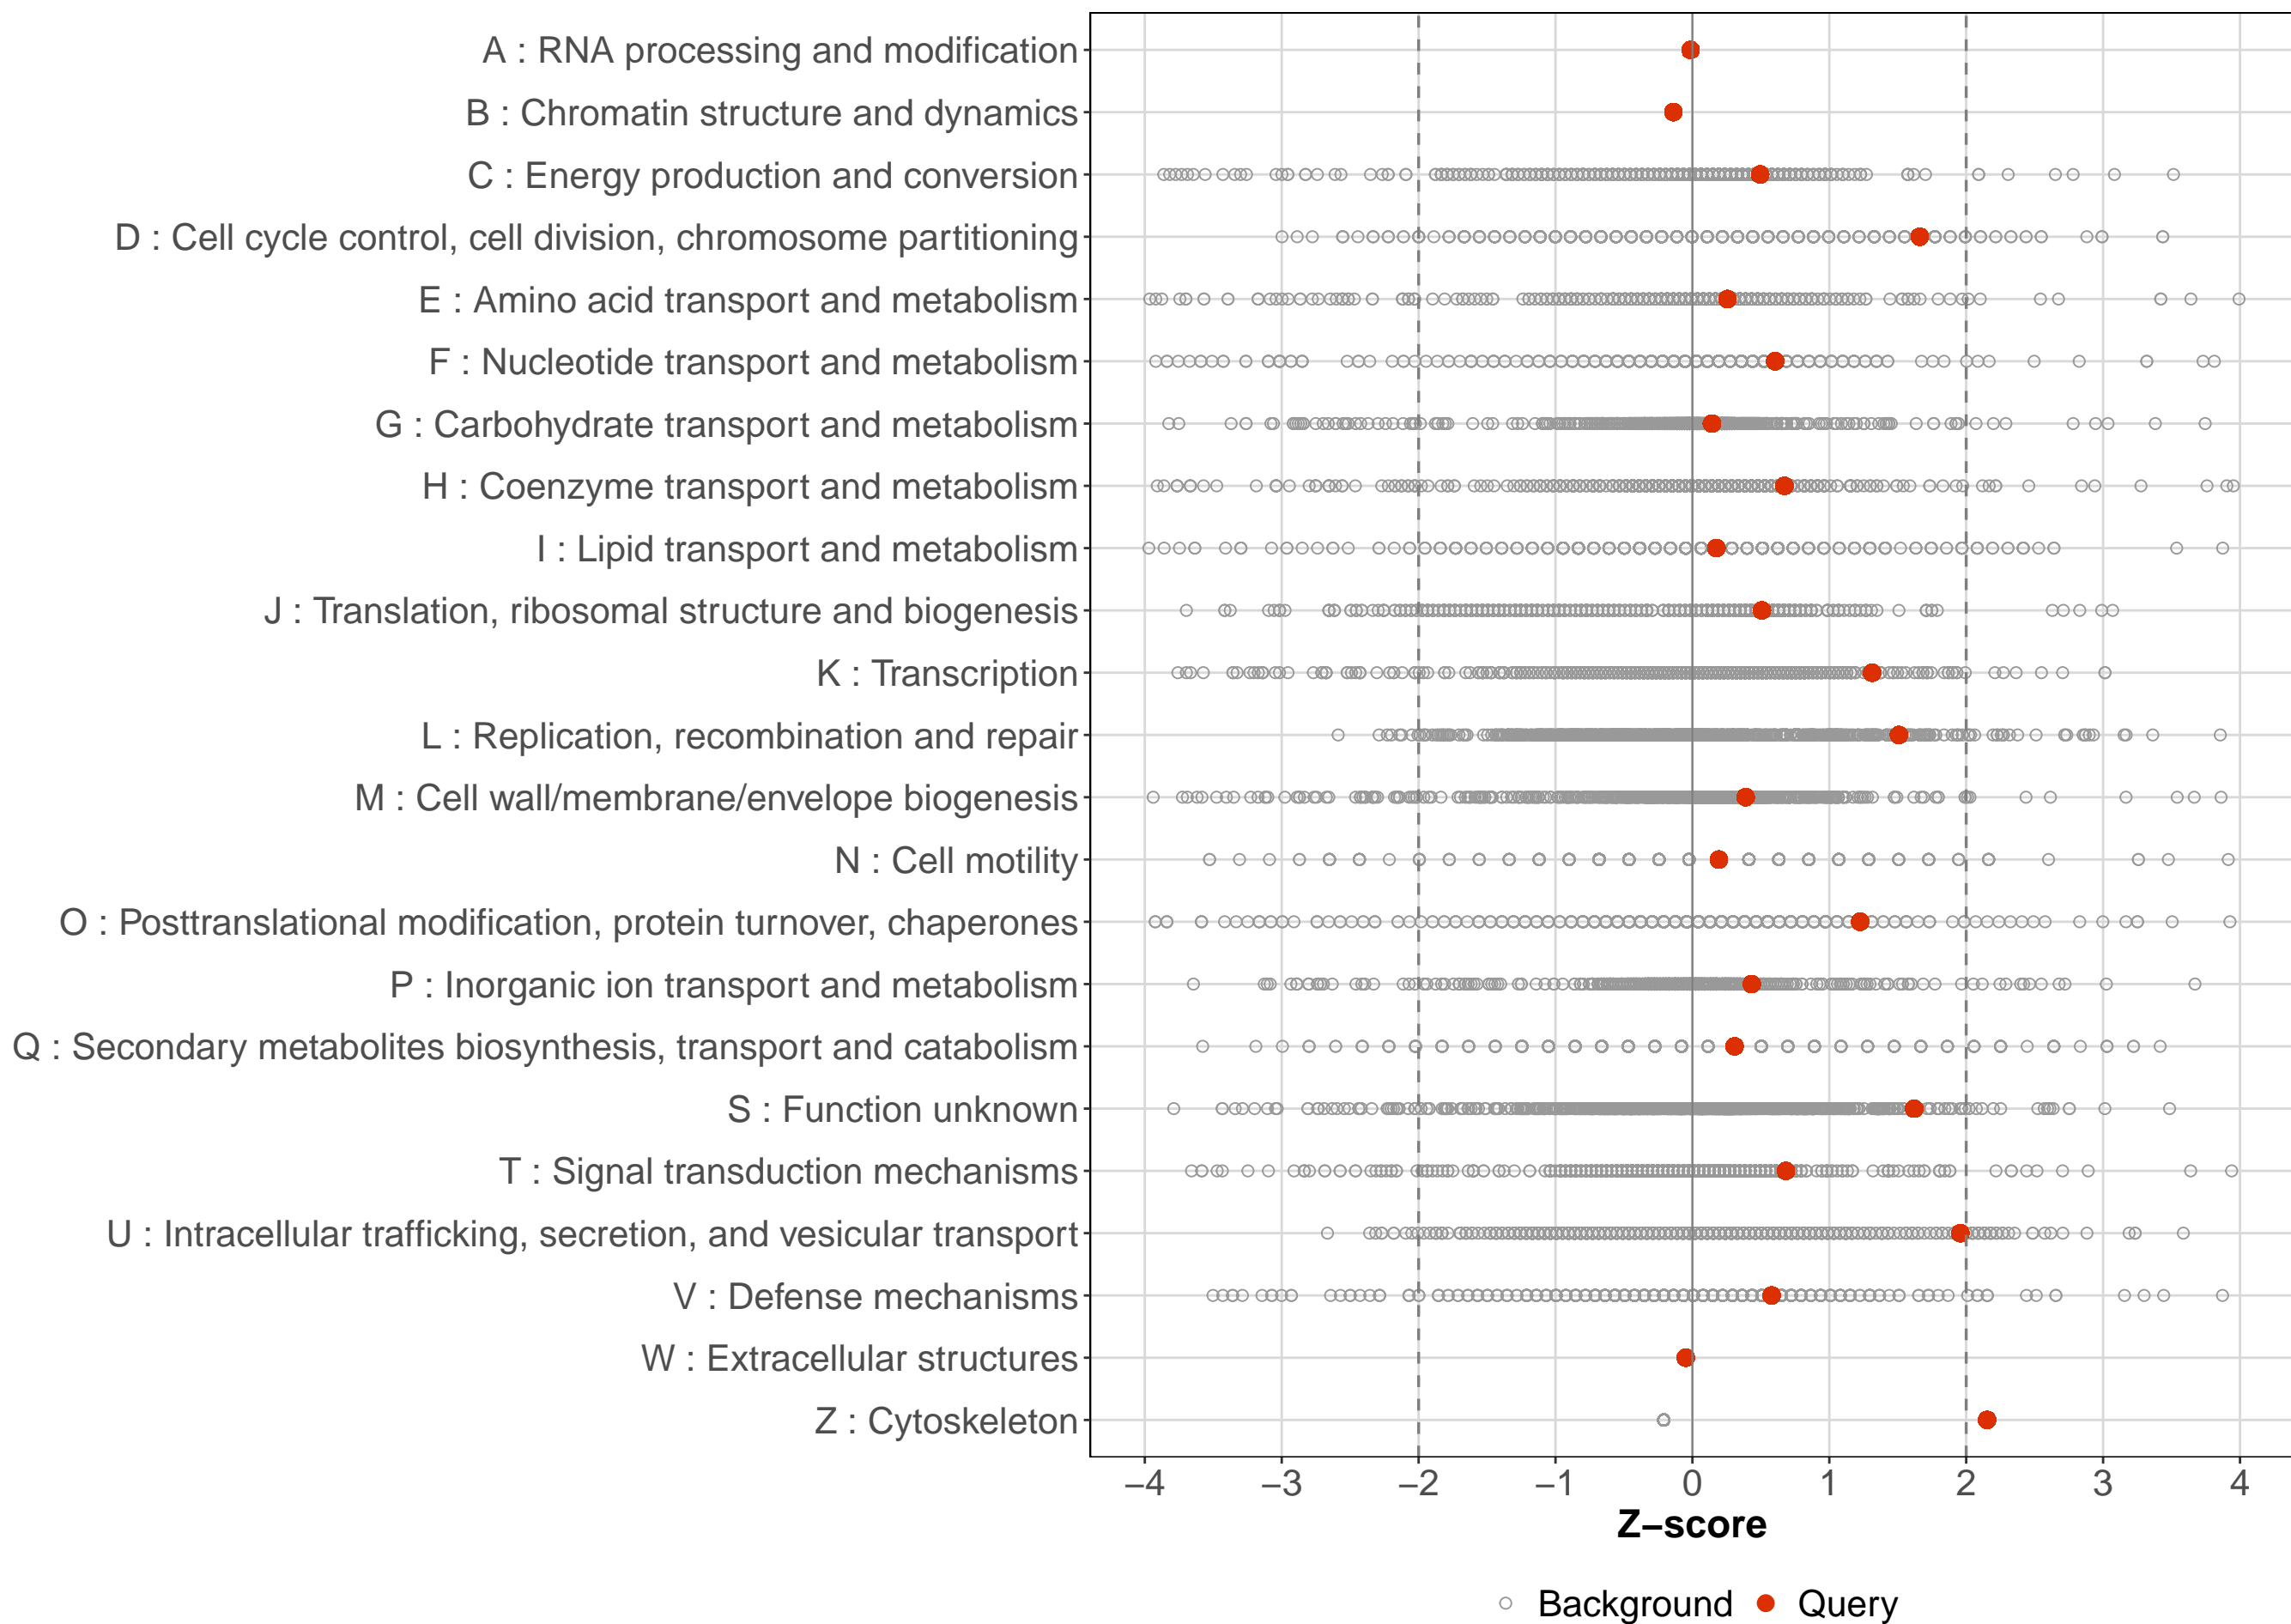 A : RNA processing and modification
B : Chromatin structure and dynamics
C : Energy production and conversion
D : Cell cycle control, cell division, chromosome partitioning
E : Amino acid transport and metabolism
F : Nucleotide transport and metabolism
G : Carbohydrate transport and metabolism
H : Coenzyme transport and metabolism
I : Lipid transport and metabolism
J : Translation, ribosomal structure and biogenesis
K : Transcription
L : Replication, recombination and repair
M : Cell wall/membrane/envelope biogenesis
N : Cell motility
O : Posttranslational modification, protein turnover, chaperones
P : Inorganic ion transport and metabolism
Q : Secondary metabolites biosynthesis, transport and catabolism
S : Function unknown
T : Signal transduction mechanisms
U : Intracellular trafficking, secretion, and vesicular transport
V : Defense mechanisms
W : Extracellular structures
Z : Cytoskeleton
−4 −3 −2 −1 0 1 2 3 4
Z−score
Background Query